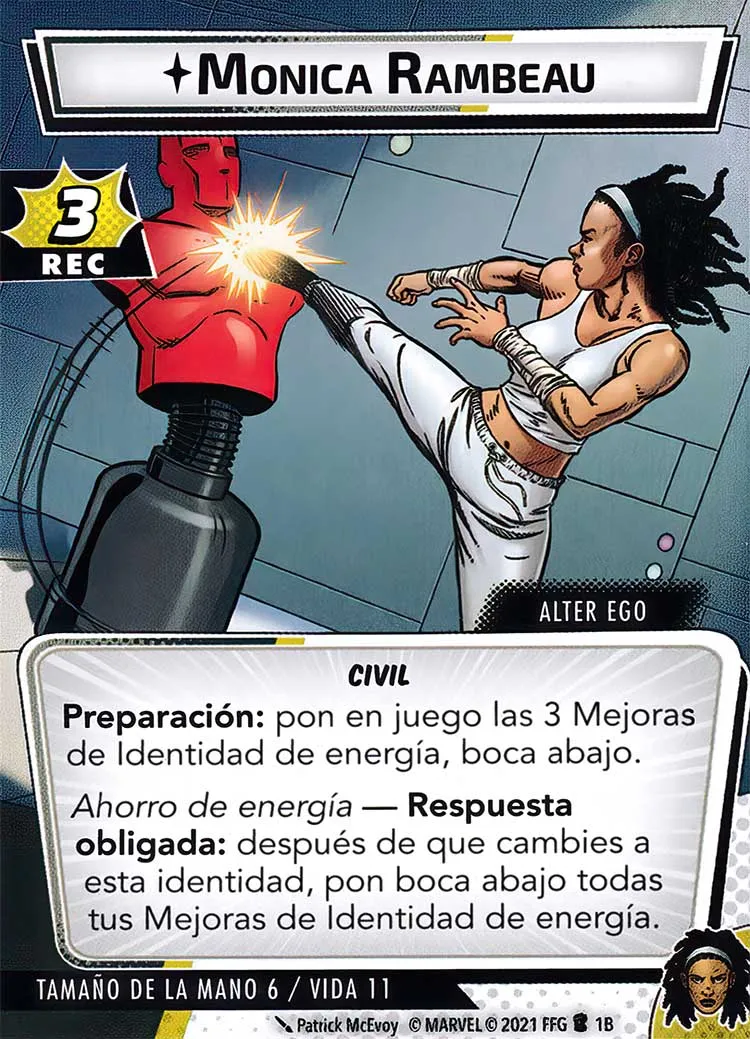 Monica Rambeau
3
REC
ALTER EGO
CIVIL
Preparación: pon en juego las 3 Mejoras
de Identidad de energía, boca abajo.
Ahorro de energía — Respuesta
obligada: después de que cambies a
esta identidad, pon boca abajo todas
tus Mejoras de Identidad de energía.
TAMAÑO DE LA MANO 6 / VIDA 11
Patrick McEvoy © MARVEL © 2021 FFG 1B